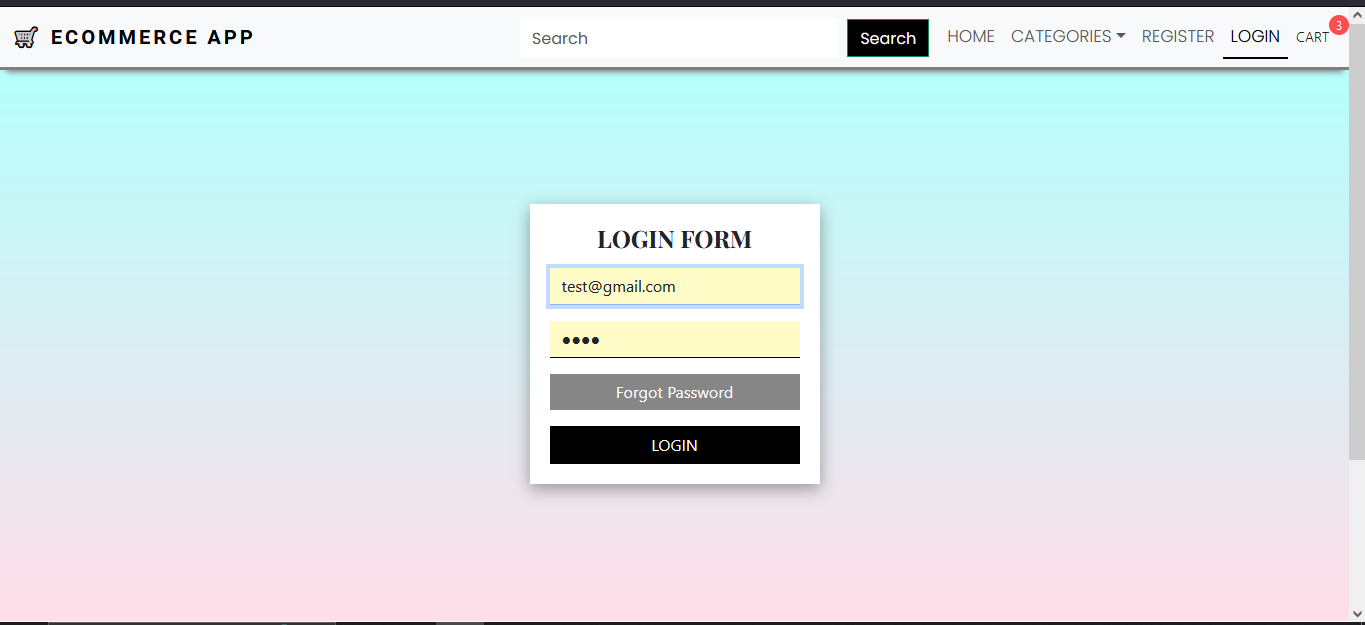 ECOMMERCE APP
Search
Search
HOME
CATEGORIES
REGISTER
LOGIN
CART
3
LOGIN FORM
test@gmail.com
••••
Forgot Password
LOGIN